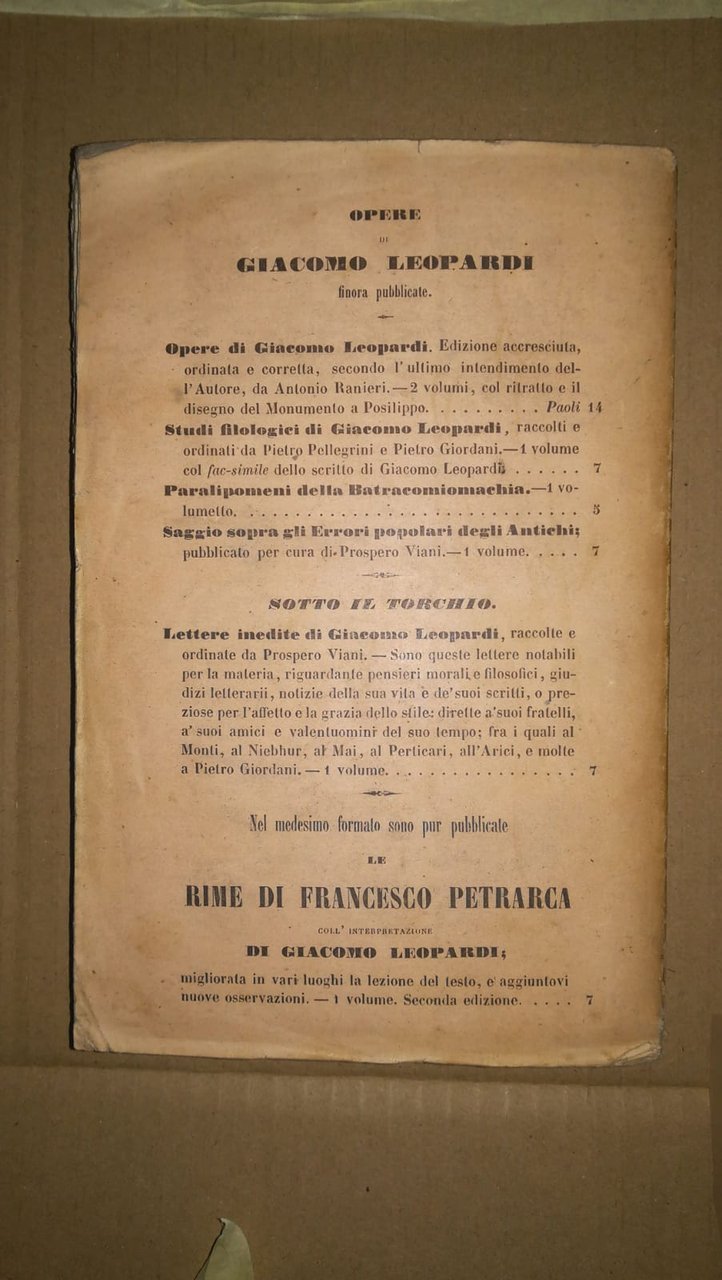 OPERE
DI
GIACOMO LEOPARDI
finora pubblicate.
Opere di Giacomo Leopardi. Edizione accresciuta,
ordinata e corretta, secondo l'ultimo intendimento del-
l'Autore, da Antonio Ranieri.—2 volumi, col ritratto e il
disegno del Monumento a Posilippo. . . . . . . . . . Paoli 14
Studi filologici di Giacomo Leopardi, raccolti e
ordinati da Pietro Pellegrini e Pietro Giordani.—1 volume
col fac-simile dello scritto di Giacomo Leopardi . . . . . . 7
Paralipomeni della Batracomiomachia.—1 vo-
lumetto. . . . . . . . . . . . . . . . . . . . . . . . . . . . 5
Saggio sopra gli Errori popolari degli Antichi;
pubblicato per cura di Prospero Viani.—1 volume. . . . . 7
SOTTO IL TORCHIO.
Lettere inedite di Giacomo Leopardi, raccolte e
ordinate da Prospero Viani. — Sono queste lettere notabili
per la materia, riguardante pensieri morali e filosofici, giu-
dizi letterarii, notizie della sua vita e de'suoi scritti, o pre-
ziose per l'affetto e la grazia dello stile: dirette a'suoi fratelli,
a' suoi amici e valentuomini del suo tempo; fra i quali al
Monti, al Niebhur, al Mai, al Perticari, all'Arici, e molte
a Pietro Giordani. — 1 volume. . . . . . . . . . . . . . . . . 7
Nel medesimo formato sono pur pubblicate
LE
RIME DI FRANCESCO PETRARCA
COLL' INTERPRETAZIONE
DI GIACOMO LEOPARDI;
migliorata in vari luoghi la lezione del testo, e aggiuntovi
nuove osservazioni. — 1 volume. Seconda edizione. . . . . 7